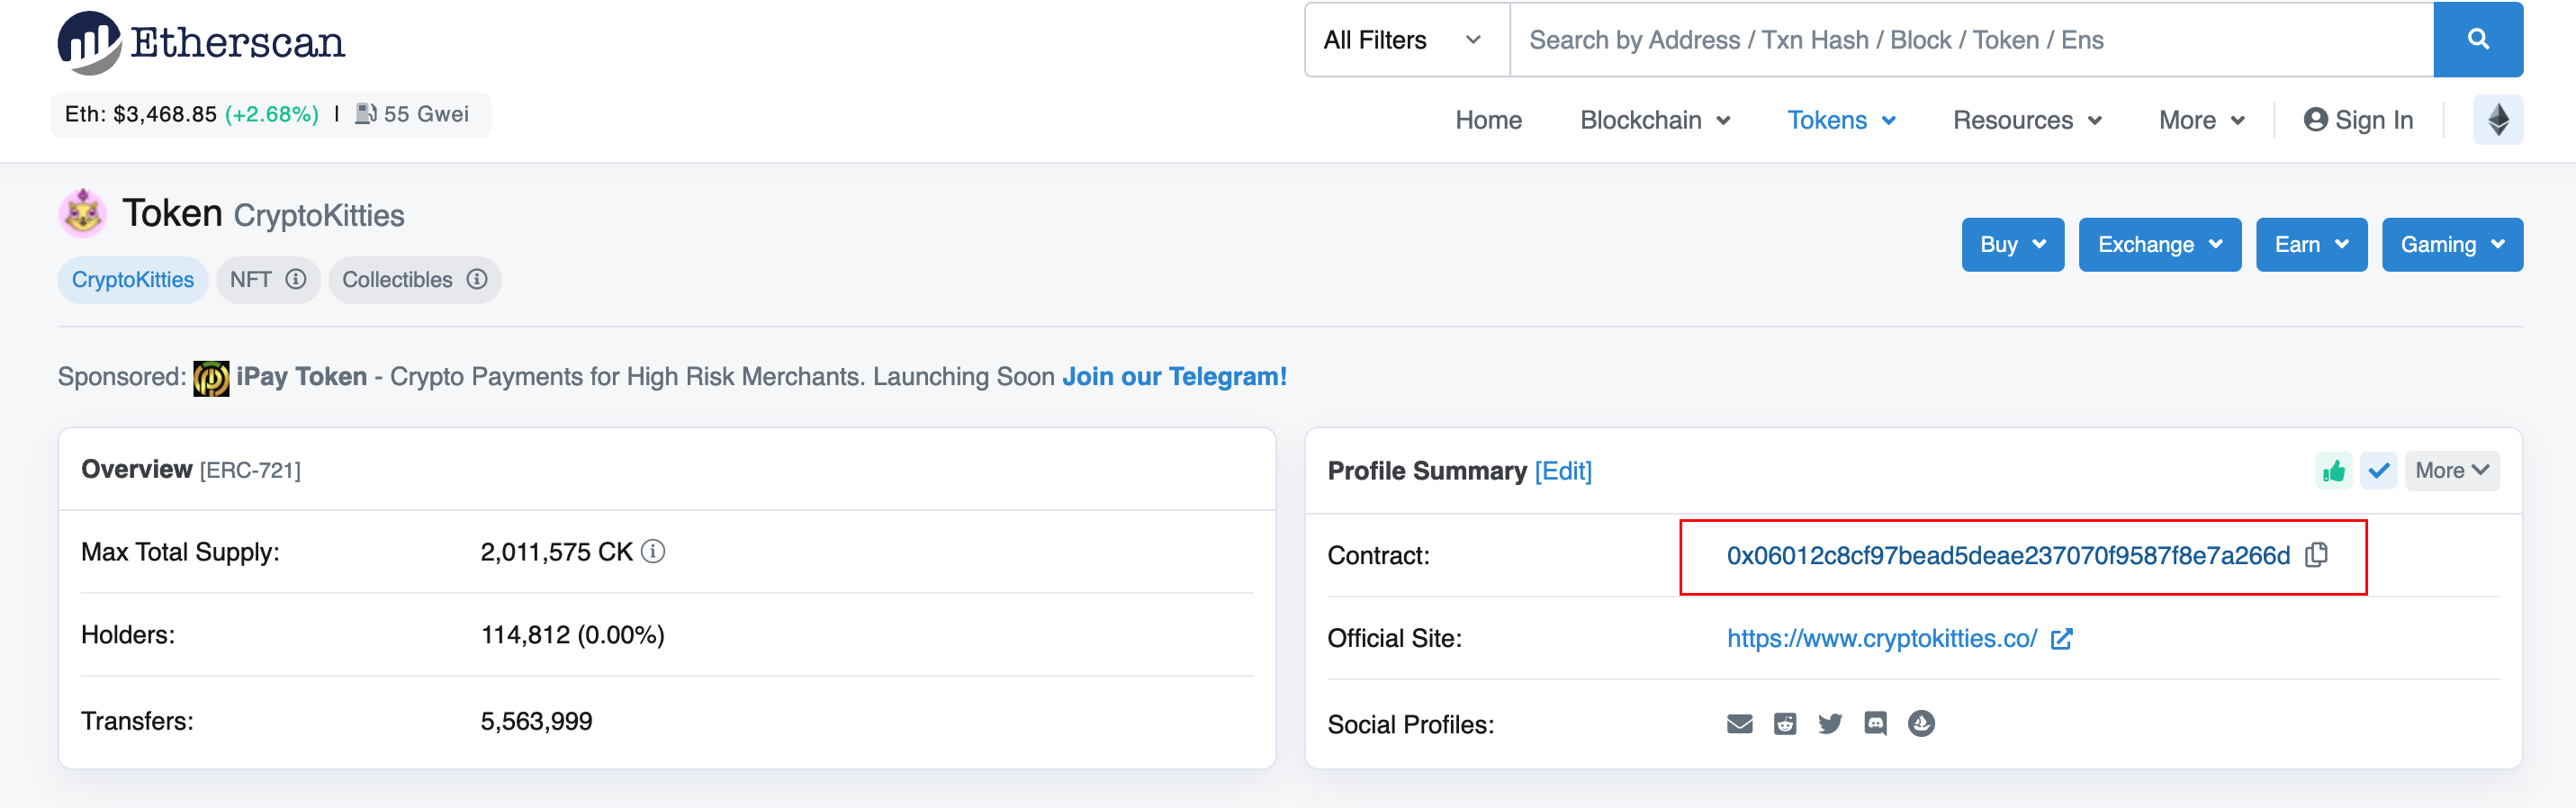 Etherscan
All Filters
Search by Address / Txn Hash / Block / Token / Ens
Eth: $3,468.85 (+2.68%) | 55 Gwei
Home Blockchain Tokens Resources More Sign In
Token CryptoKitties
CryptoKitties NFT Collectibles
Buy Exchange Earn Gaming
Sponsored: iPay Token - Crypto Payments for High Risk Merchants. Launching Soon Join our Telegram!
Overview [ERC-721]
Max Total Supply: 2,011,575 CK
Holders: 114,812 (0.00%)
Transfers: 5,563,999
Profile Summary [Edit]
More
Contract: 0x06012c8cf97bead5deae237070f9587f8e7a266d
Official Site: https://www.cryptokitties.co/
Social Profiles: